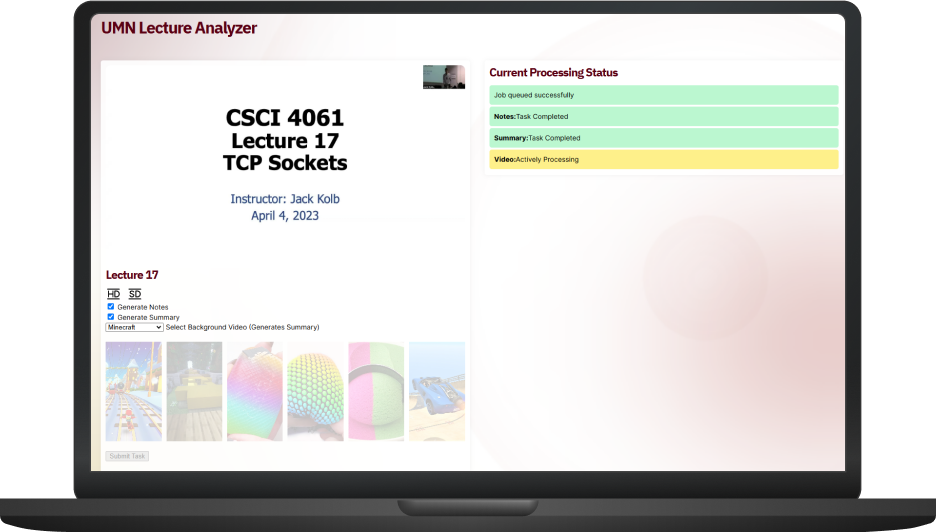 UMN Lecture Analyzer
CSCI 4061
Lecture 17
TCP Sockets
Instructor: Jack Kolb
April 4, 2023
Lecture 17
HD SD
Generate Notes
Generate Summary
Minecraft Select Background Video (Generates Summary)
Submit Task
Current Processing Status
Job queued successfully
Notes:Task Completed
Summary:Task Completed
Video:Actively Processing